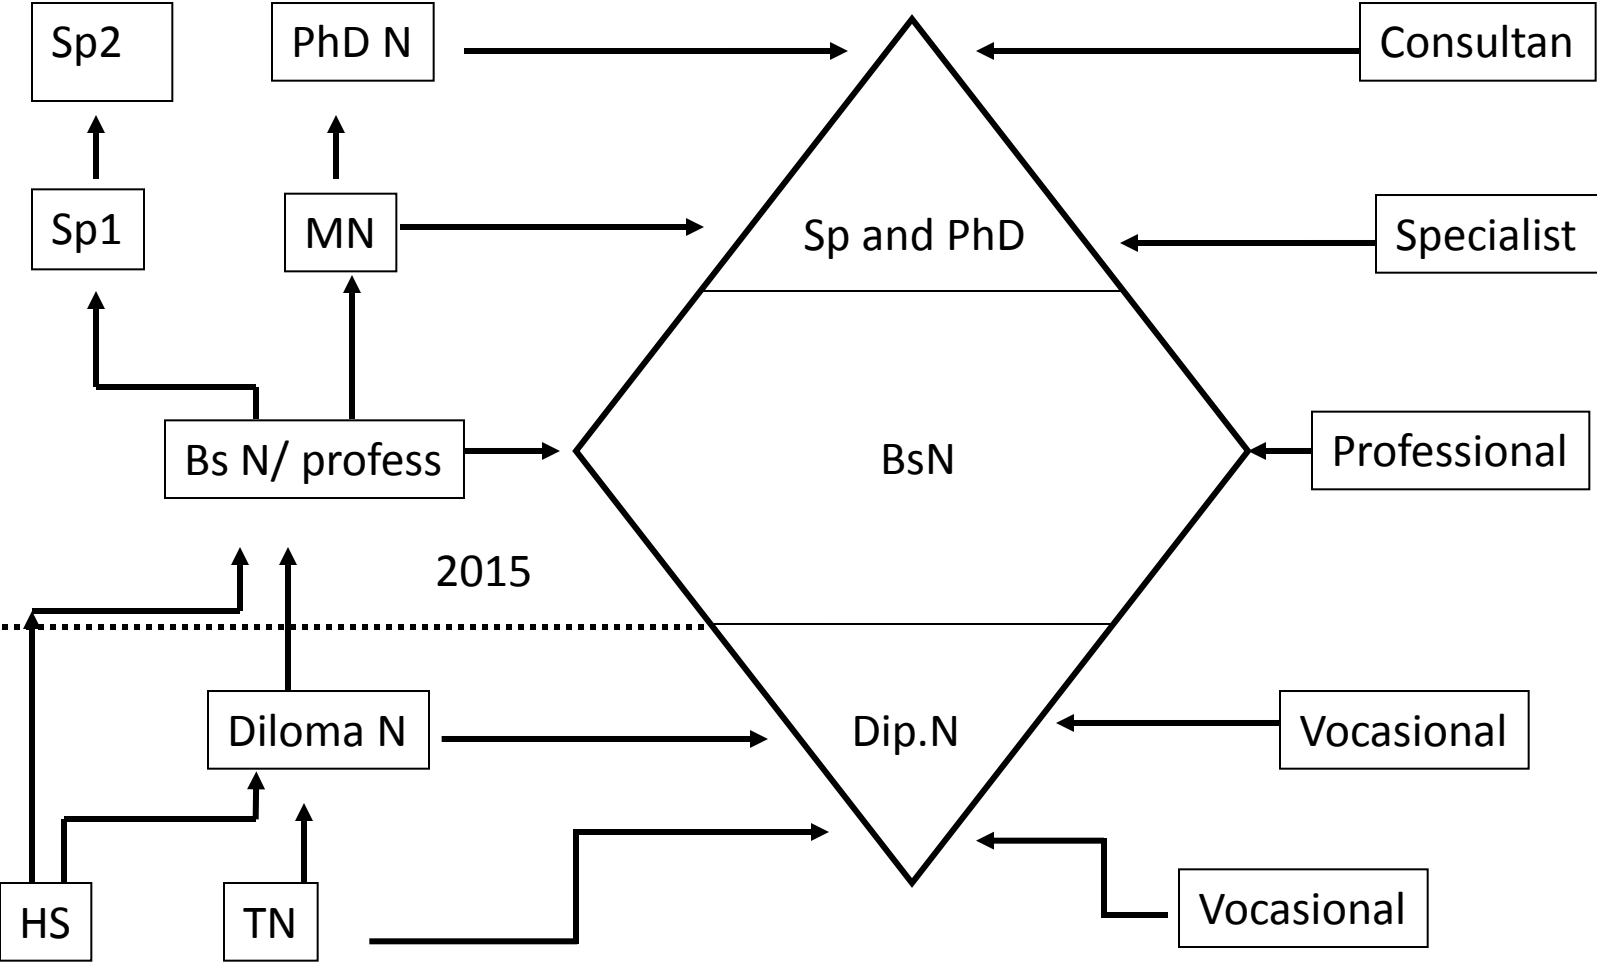 Sp2
PhD N
Consultan
Sp1
MN
Sp and PhD
Specialist
Bs N/ profess
BsN
Professional
2015
Diloma N
Dip.N
Vocasional
HS
TN
Vocasional